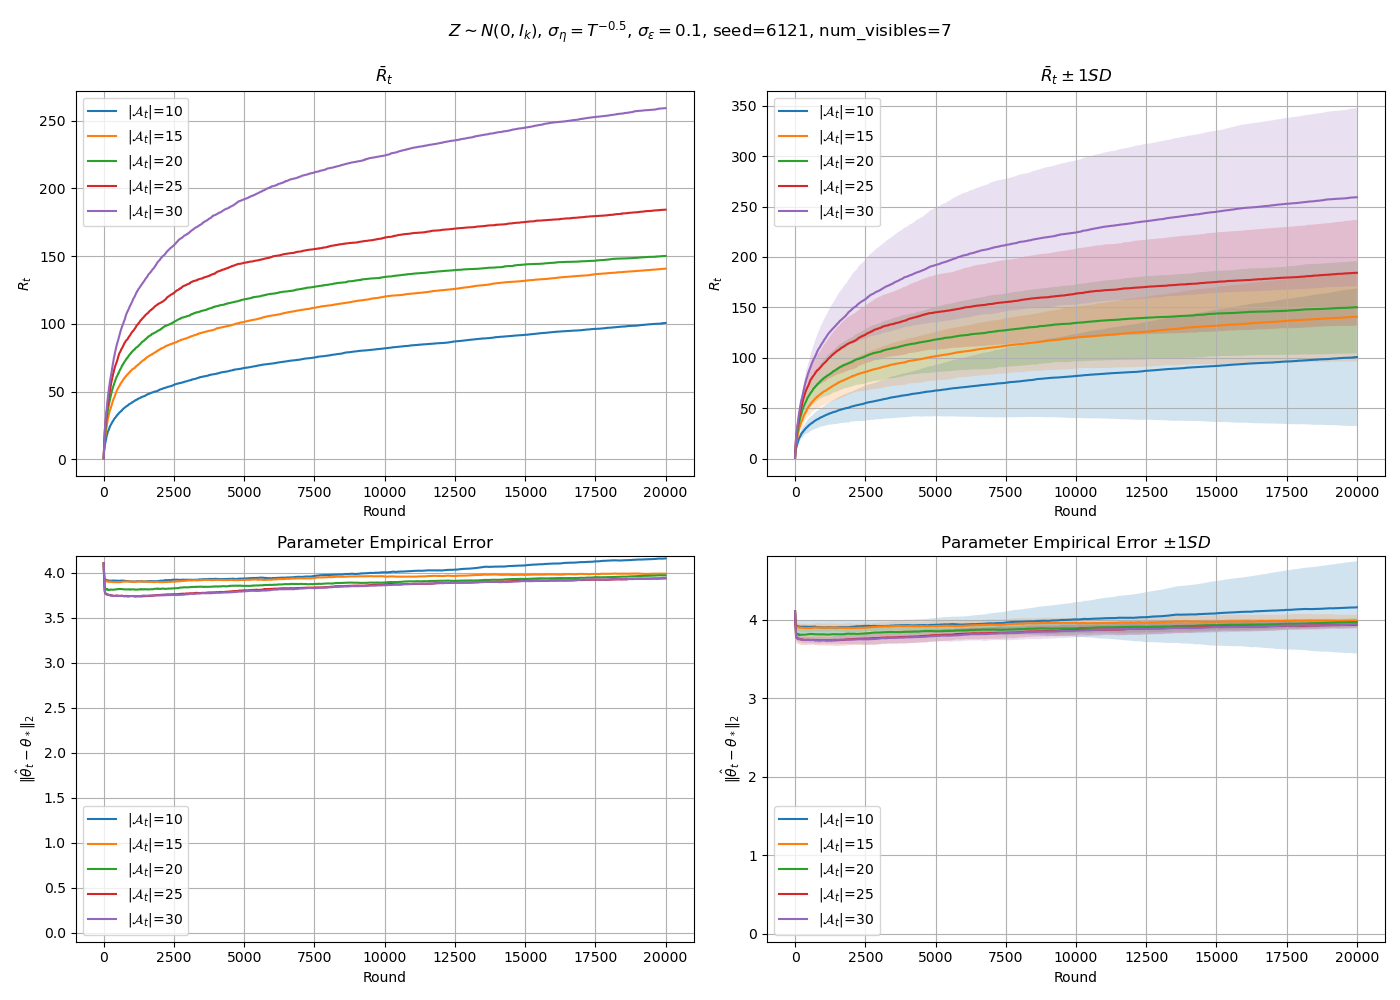 Z ∼ N(0, I_k), σ_η = T^{−0.5}, σ_ε = 0.1, seed=6121, num_visibles=7
R̄_t
|𝒜_t|=10
|𝒜_t|=15
|𝒜_t|=20
|𝒜_t|=25
|𝒜_t|=30
R_t
250
200
150
100
50
0
0 2500 5000 7500 10000 12500 15000 17500 20000
Round
R̄_t ± 1SD
|𝒜_t|=10
|𝒜_t|=15
|𝒜_t|=20
|𝒜_t|=25
|𝒜_t|=30
R_t
350
300
250
200
150
100
50
0
0 2500 5000 7500 10000 12500 15000 17500 20000
Round
Parameter Empirical Error
‖θ̂_t − θ_*‖_2
4.0
3.5
3.0
2.5
2.0
1.5
1.0
0.5
0.0
|𝒜_t|=10
|𝒜_t|=15
|𝒜_t|=20
|𝒜_t|=25
|𝒜_t|=30
0 2500 5000 7500 10000 12500 15000 17500 20000
Round
Parameter Empirical Error ±1SD
‖θ̂_t − θ_*‖_2
4
3
2
1
0
|𝒜_t|=10
|𝒜_t|=15
|𝒜_t|=20
|𝒜_t|=25
|𝒜_t|=30
0 2500 5000 7500 10000 12500 15000 17500 20000
Round